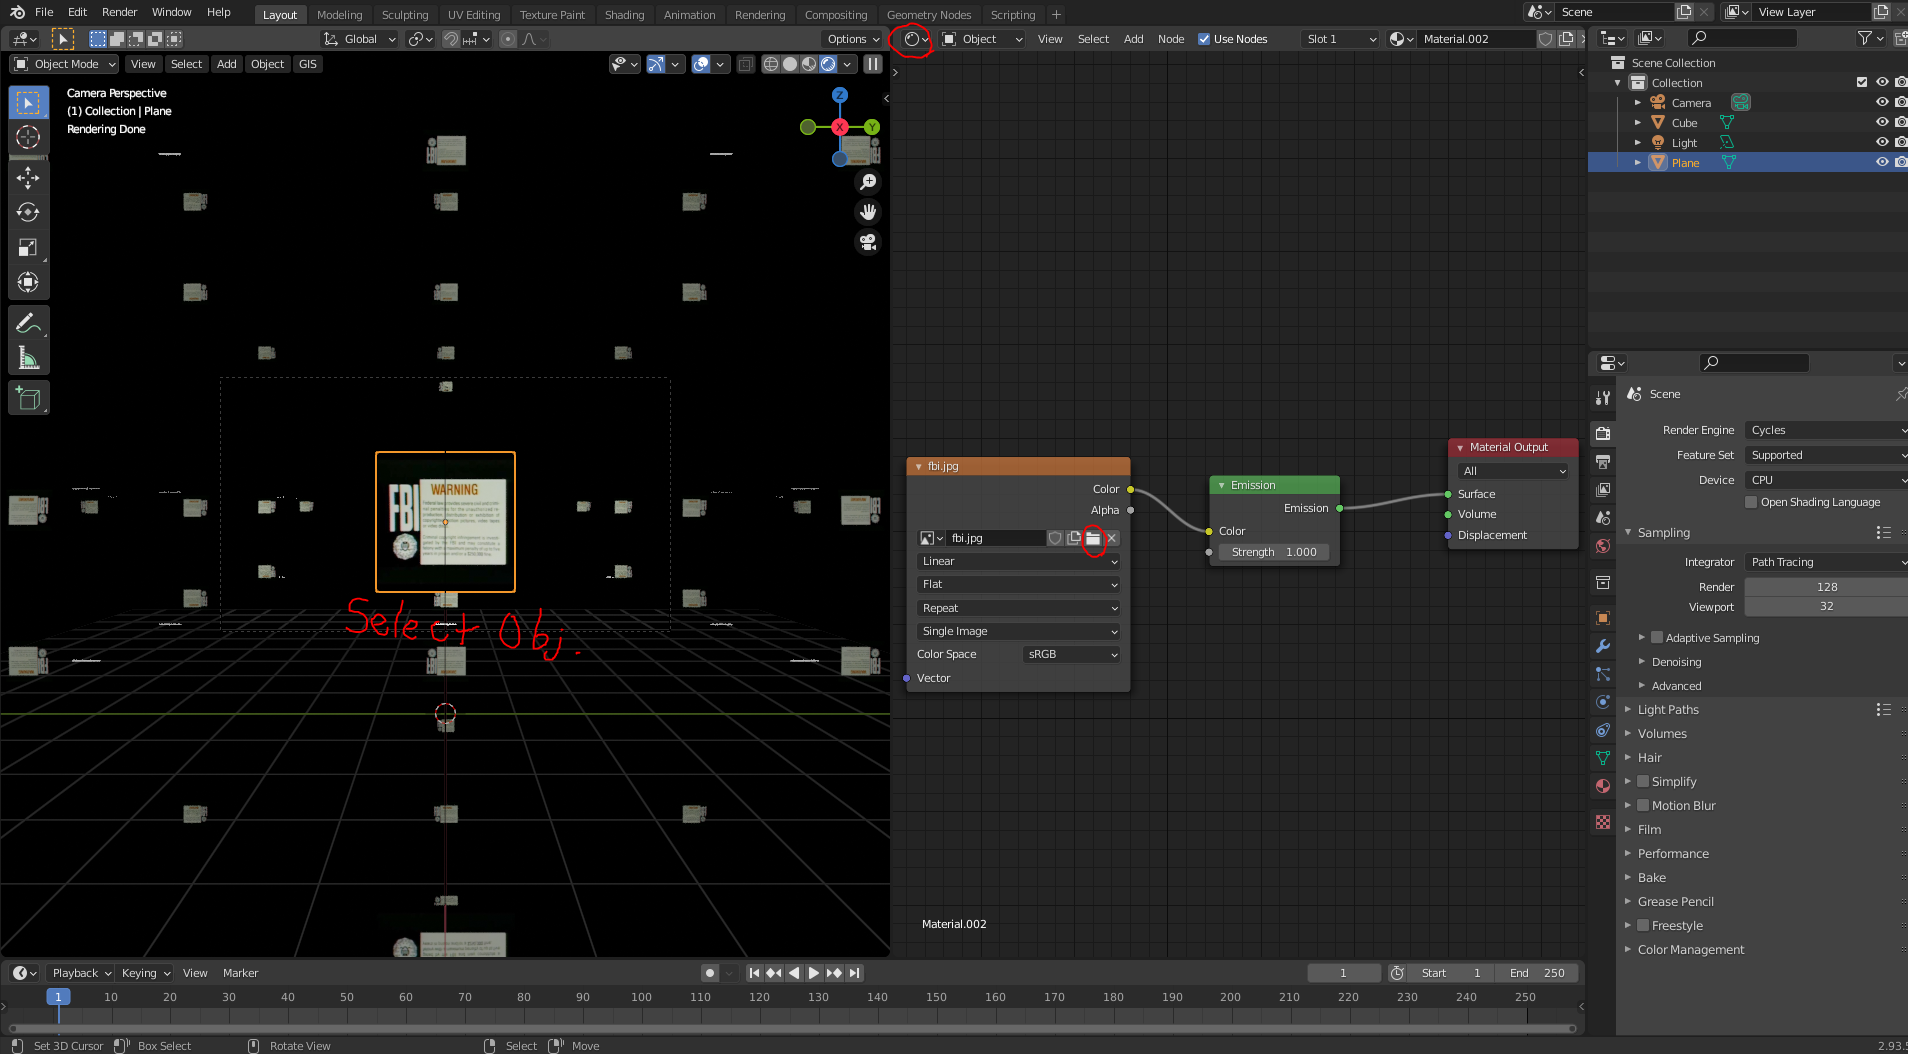 File Edit Render Window Help Layout Modeling Sculpting UV Editing Texture Paint Shading Animation Rendering Compositing Geometry Nodes Scripting + Scene View Layer
Global Options Object View Select Add Node Use Nodes Slot 1 Material.002
Object Mode View Select Add Object GIS
Camera Perspective
(1) Collection | Plane
Rendering Done
Z
X
Y
FBI
WARNING
Select Obj.
fbi.jpg
Color
Alpha
fbi.jpg
Linear
Flat
Repeat
Single Image
Color Space sRGB
Vector
Emission
Emission
Color
Strength 1.000
Material Output
All
Surface
Volume
Displacement
Material.002
Scene Collection
Collection
Camera
Cube
Light
Plane
Scene
Render Engine Cycles
Feature Set Supported
Device CPU
Open Shading Language
Sampling
Integrator Path Tracing
Render 128
Viewport 32
Adaptive Sampling
Denoising
Advanced
Light Paths
Volumes
Hair
Simplify
Motion Blur
Film
Performance
Bake
Grease Pencil
Freestyle
Color Management
Playback Keying View Marker 1 Start 1 End 250
1 10 20 30 40 50 60 70 80 90 100 110 120 130 140 150 160 170 180 190 200 210 220 230 240 250
Set 3D Cursor Box Select Rotate View Select Move 2.93.5